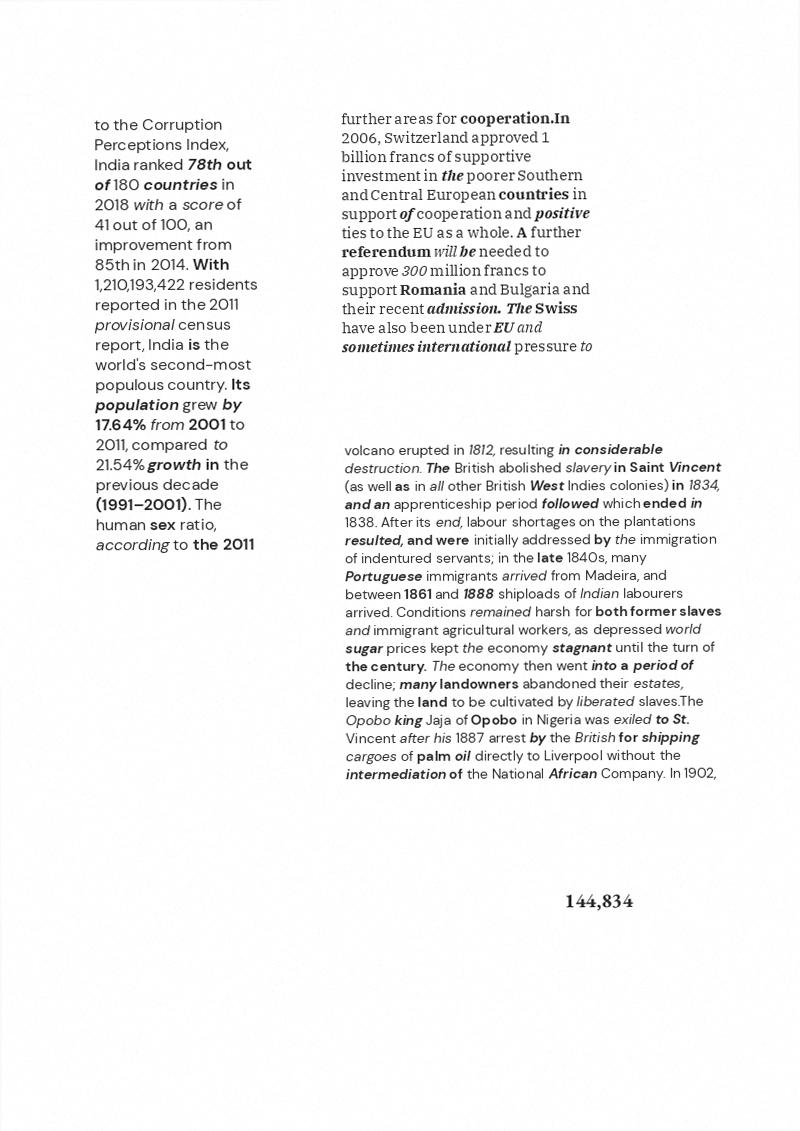 to the Corruption
Perceptions Index,
India ranked 78th out
of 180 countries in
2018 with a score of
41 out of 100, an
improvement from
85th in 2014. With
1,210,193,422 residents
reported in the 2011
provisional census
report, India is the
world's second-most
populous country. Its
population grew by
17.64% from 2001 to
2011, compared to
21.54% growth in the
previous decade
(1991–2001). The
human sex ratio,
according to the 2011
further areas for cooperation.In
2006, Switzerland approved 1
billion francs of supportive
investment in the poorer Southern
and Central European countries in
support of cooperation and positive
ties to the EU as a whole. A further
referendum will be needed to
approve 300 million francs to
support Romania and Bulgaria and
their recent admission. The Swiss
have also been under EU and
sometimes international pressure to
volcano erupted in 1812, resulting in considerable
destruction. The British abolished slavery in Saint Vincent
(as well as in all other British West Indies colonies) in 1834,
and an apprenticeship period followed which ended in
1838. After its end, labour shortages on the plantations
resulted, and were initially addressed by the immigration
of indentured servants; in the late 1840s, many
Portuguese immigrants arrived from Madeira, and
between 1861 and 1888 shiploads of Indian labourers
arrived. Conditions remained harsh for both former slaves
and immigrant agricultural workers, as depressed world
sugar prices kept the economy stagnant until the turn of
the century. The economy then went into a period of
decline; many landowners abandoned their estates,
leaving the land to be cultivated by liberated slaves.The
Opobo king Jaja of Opobo in Nigeria was exiled to St.
Vincent after his 1887 arrest by the British for shipping
cargoes of palm oil directly to Liverpool without the
intermediation of the National African Company. In 1902,
144,834